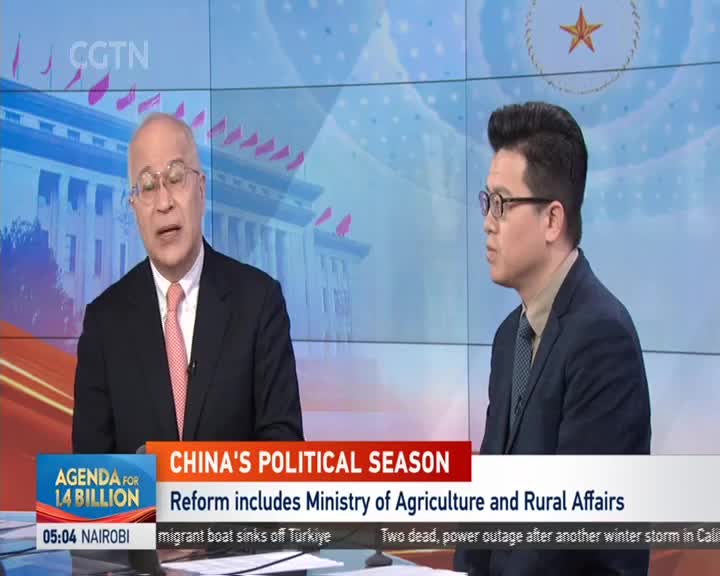 CGTN
CHINA'S POLITICAL SEASON
AGENDA FOR
1.4 BILLION
Reform includes Ministry of Agriculture and Rural Affairs
05:04 NAIROBI
migrant boat sinks off Türkiye
Two dead, power outage after another winter storm in Cali